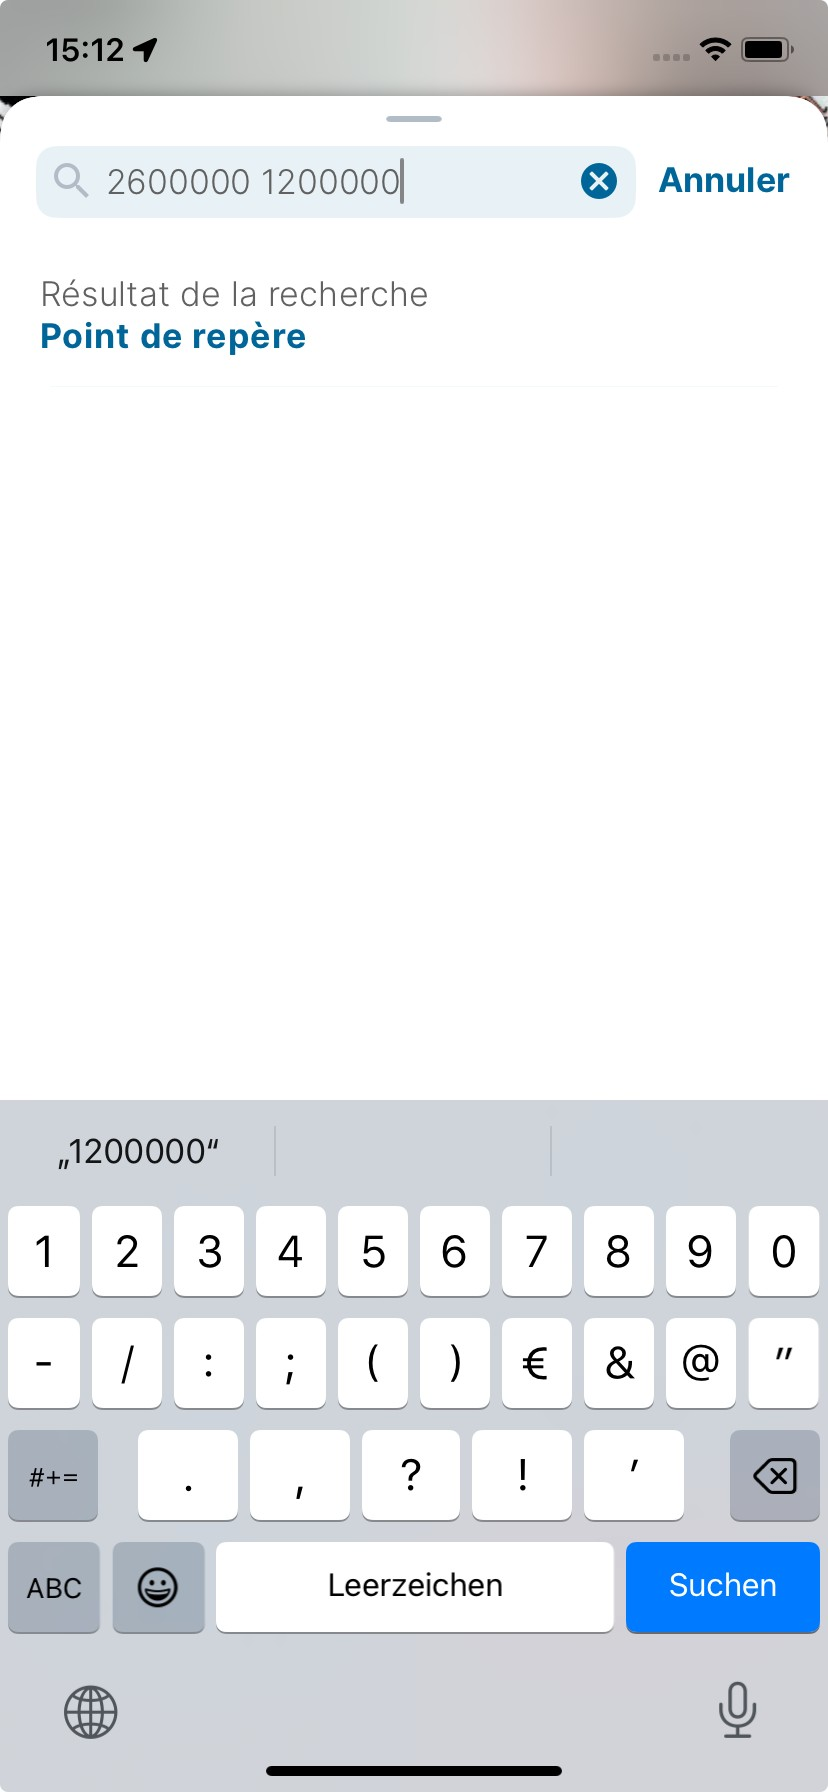 15:12
2600000 1200000
Annuler
Résultat de la recherche
Point de repère
„1200000“
1 2 3 4 5 6 7 8 9 0
- / : ; ( ) € & @ "
#+= . , ? ! '
ABC Leerzeichen Suchen